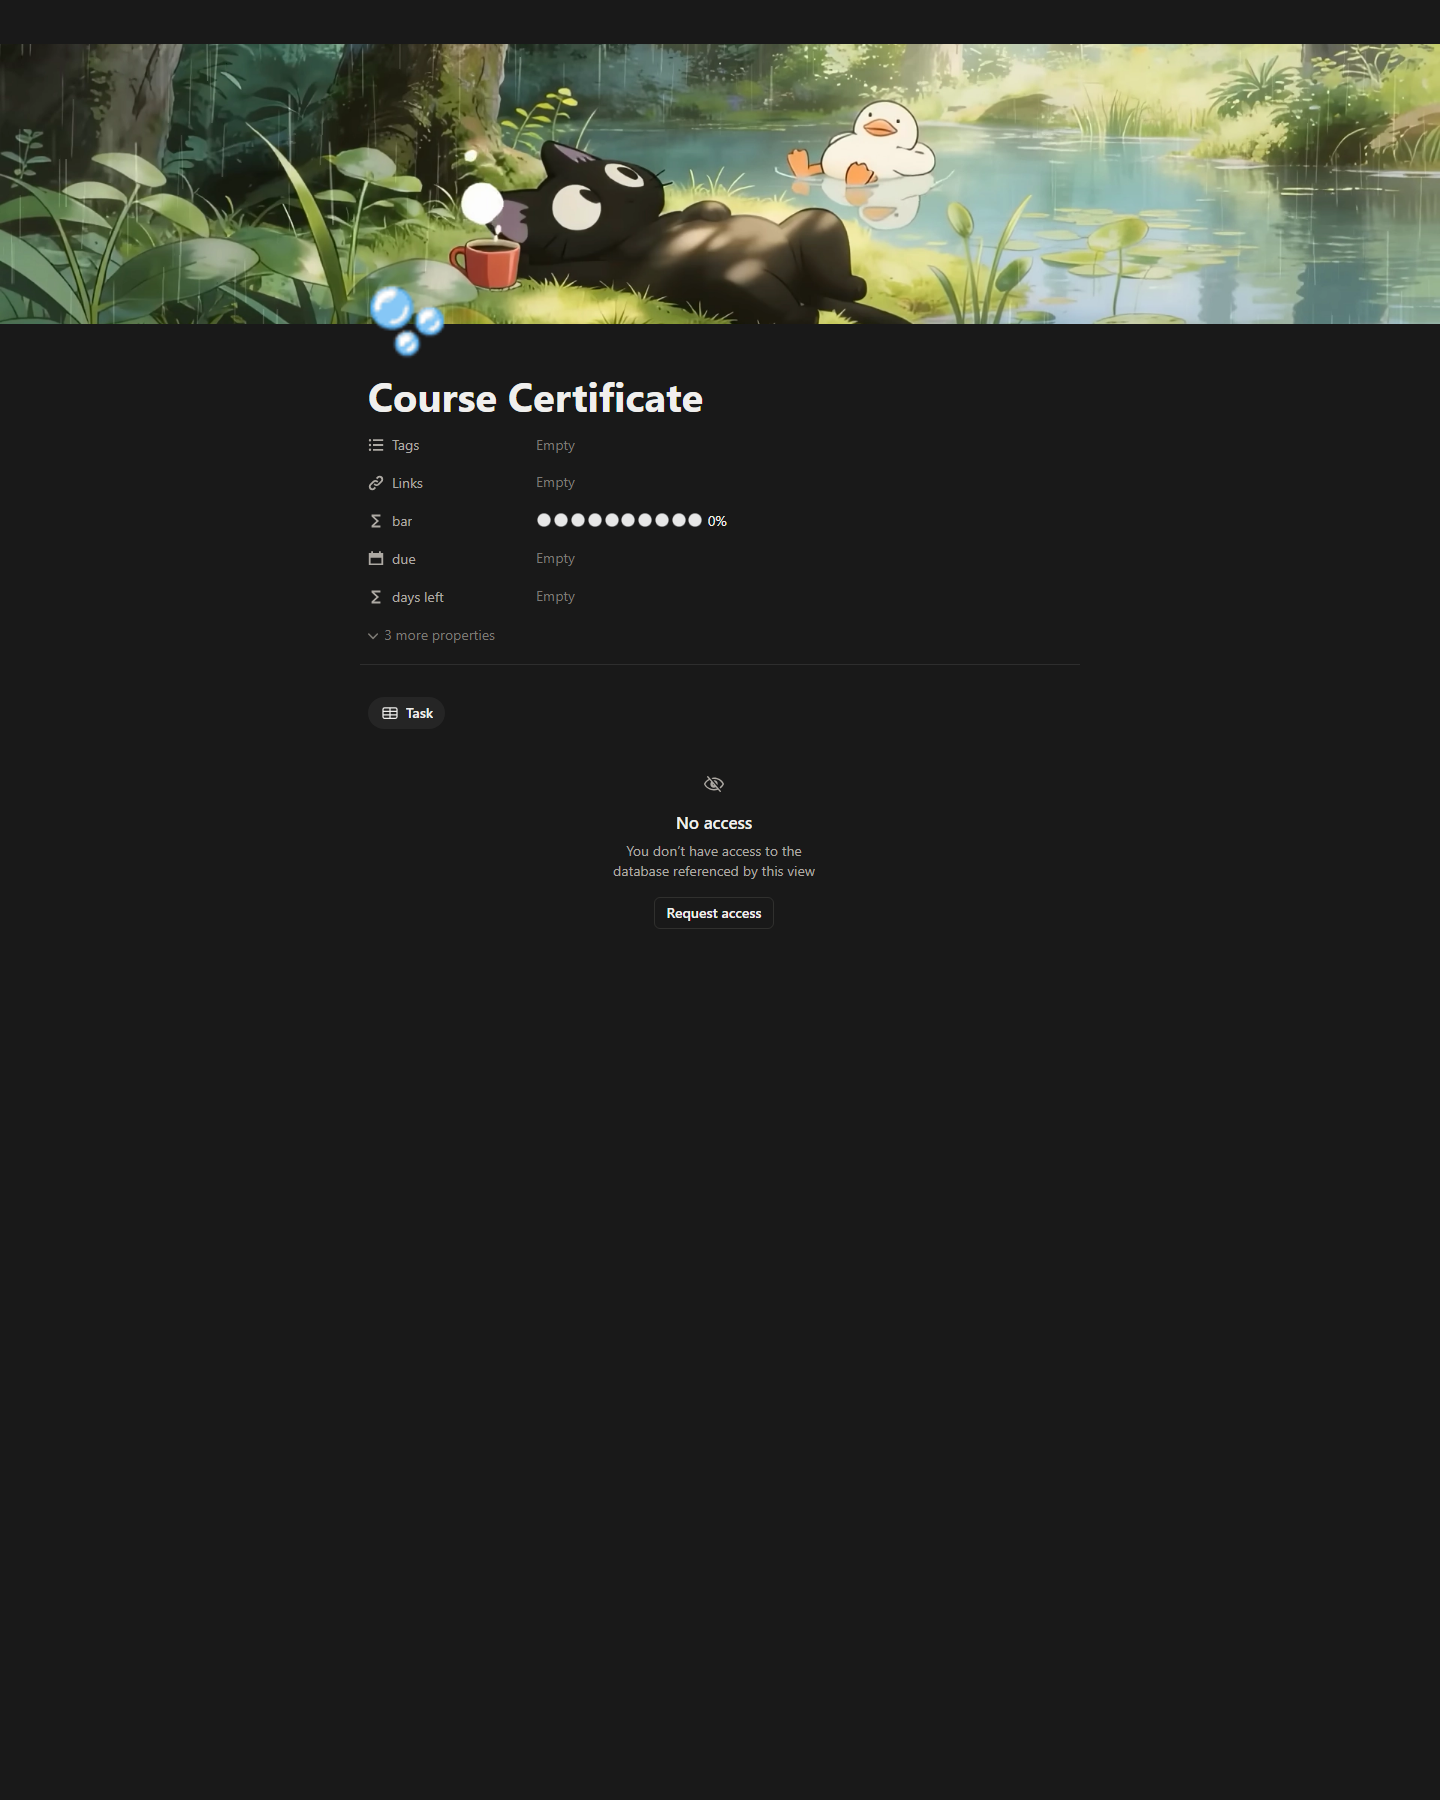 Course Certificate
Tags Empty
Links Empty
bar ⚪⚪⚪⚪⚪⚪⚪⚪⚪⚪ 0%
due Empty
days left Empty
3 more properties
Task
No access
You don’t have access to the
database referenced by this view
Request access